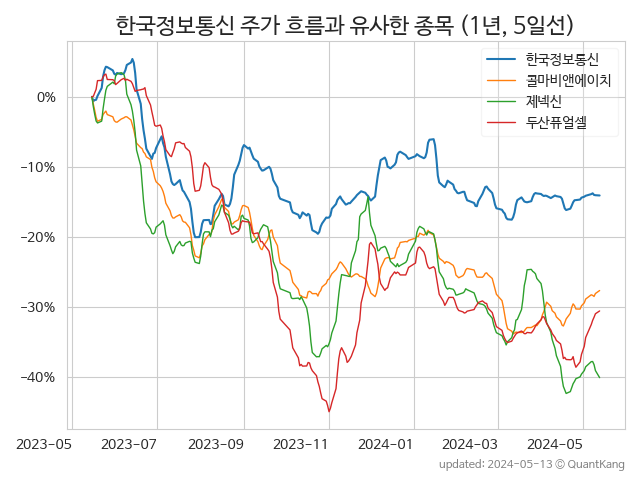 한국정보통신 주가 흐름과 유사한 종목 (1년, 5일선)
한국정보통신
콜마비앤에이치
제넥신
두산퓨얼셀
0%
−10%
−20%
−30%
−40%
2023-05 2023-07 2023-09 2023-11 2024-01 2024-03 2024-05
updated: 2024-05-13 © QuantKang